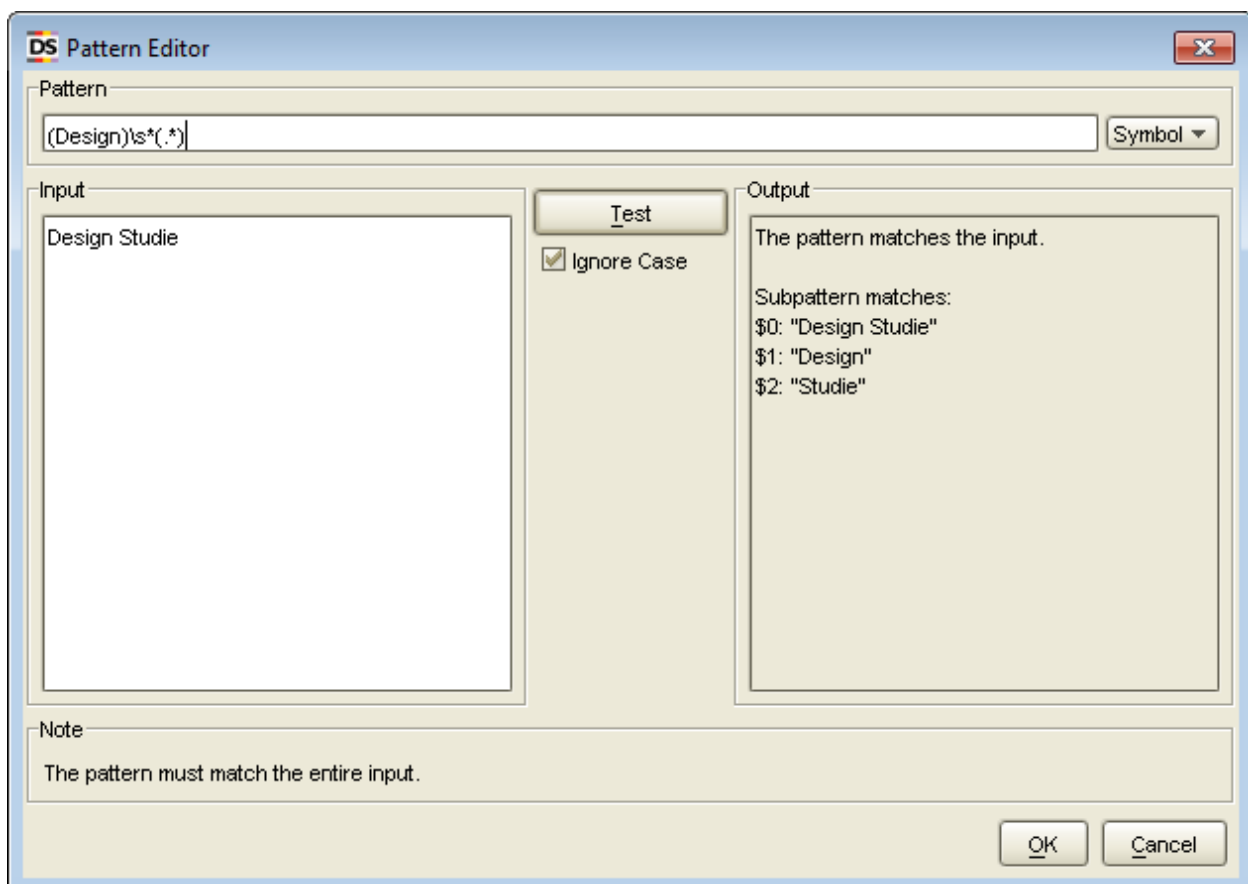 DS Pattern Editor
Pattern
(Design)\s*(.*)
Symbol
Input
Design Studie
Test
Ignore Case
Output
The pattern matches the input.
Subpattern matches:
$0: "Design Studie"
$1: "Design"
$2: "Studie"
Note
The pattern must match the entire input.
OK
Cancel